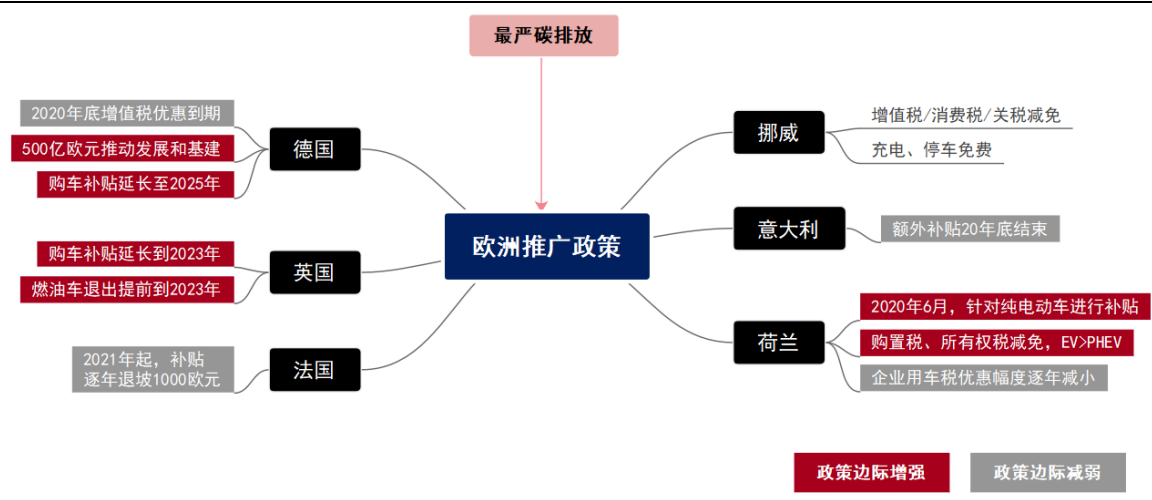 最严碳排放
2020年底增值税优惠到期
500亿欧元推动发展和基建
购车补贴延长至2025年
德国
购车补贴延长到2023年
燃油车退出提前到2023年
英国
2021年起，补贴
逐年退坡1000欧元
法国
欧洲推广政策
挪威
增值税/消费税/关税减免
充电、停车免费
意大利
额外补贴20年底结束
荷兰
2020年6月，针对纯电动车进行补贴
购置税、所有权税减免，EV>PHEV
企业用车税优惠幅度逐年减小
政策边际增强
政策边际减弱